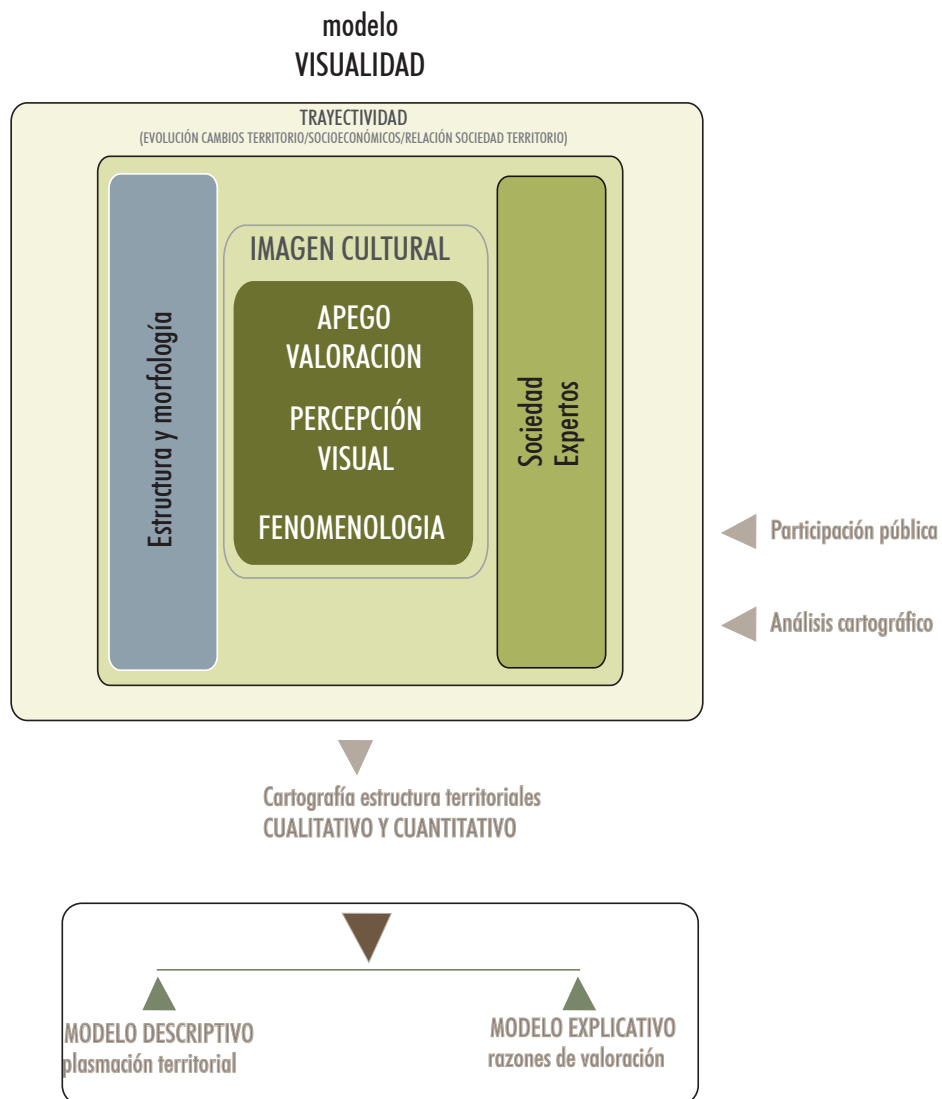 modelo
VISUALIDAD
TRAYECTIVIDAD
(EVOLUCIÓN CAMBIOS TERRITORIO/SOCIOECONÓMICOS/RELACIÓN SOCIEDAD TERRITORIO)
Estructura y morfología
IMAGEN CULTURAL
APEGO
VALORACION
PERCEPCIÓN
VISUAL
FENOMENOLOGIA
Sociedad
Expertos
Participación pública
Análisis cartográfico
Cartografía estructura territoriales
CUALITATIVO Y CUANTITATIVO
MODELO DESCRIPTIVO
plasmación territorial
MODELO EXPLICATIVO
razones de valoración